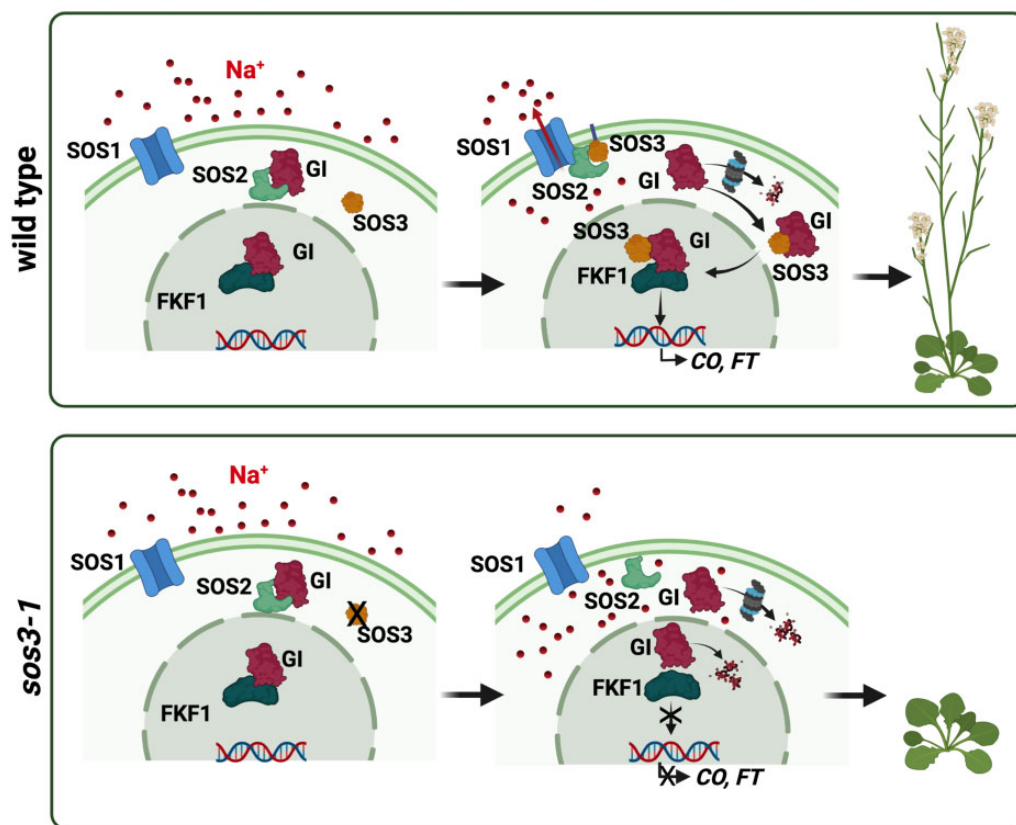 wild type
Na⁺
SOS1
SOS2
GI
SOS3
GI
FKF1
SOS1
SOS3
SOS2
GI
SOS3
GI
GI
FKF1
SOS3
CO, FT
sos3-1
Na⁺
SOS1
SOS2
GI
SOS3
GI
FKF1
SOS1
SOS2
GI
GI
FKF1
CO, FT